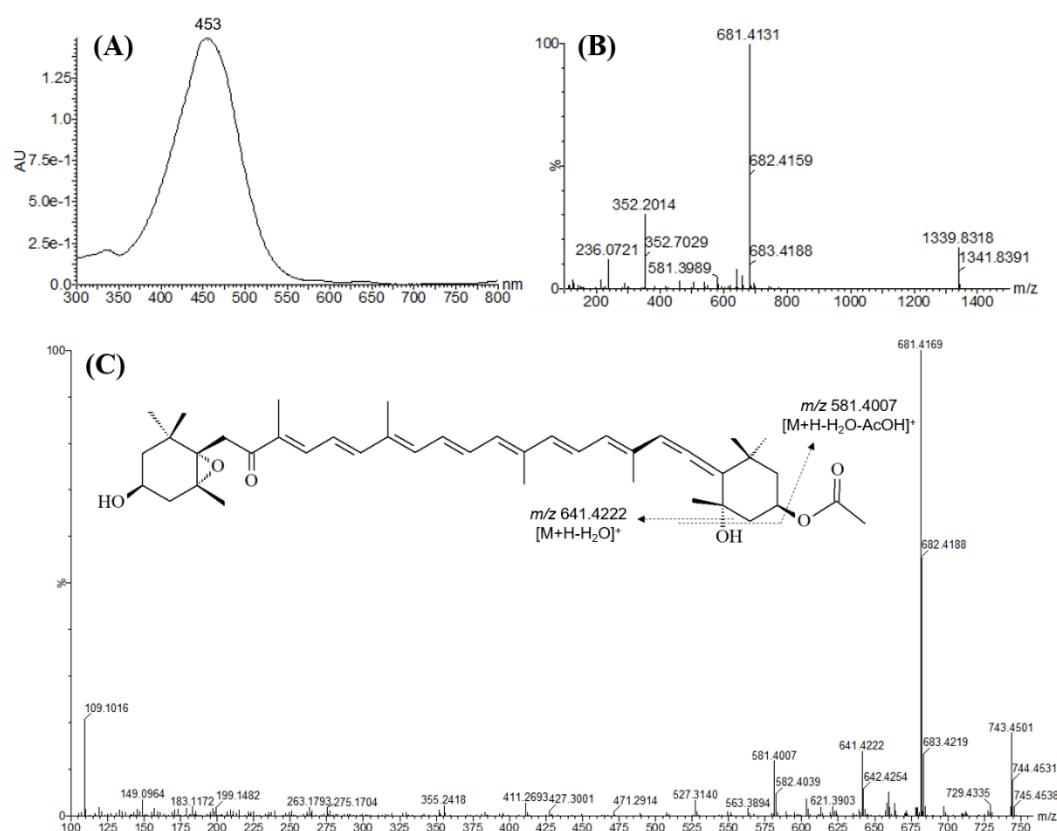 (A)
453
AU
1.25
1.00
7.5e-1
5.0e-1
2.5e-1
0.0
300 350 400 450 500 550 600 650 700 750 800 nm
(B)
100
%
681.4131
682.4159
352.2014
352.7029
236.0721
581.3989
683.4188
1339.8318
1341.8391
200 400 600 800 1000 1200 1400 m/z
(C)
100
%
0
681.4169
m/z 581.4007
[M+H-H2O-AcOH]+
HO
O
O
O
O
OH
m/z 641.4222
[M+H-H2O]+
682.4188
109.1016
743.4501
641.4222
683.4219
581.4007
744.4531
642.4254
582.4039
149.0964
183.1172
199.1482
263.1793
275.1704
355.2418
411.2693
427.3001
471.2914
527.3140
563.3894
621.3903
729.4335
745.4538
100 125 150 175 200 225 250 275 300 325 350 375 400 425 450 475 500 525 550 575 600 625 650 675 700 725 750 m/z